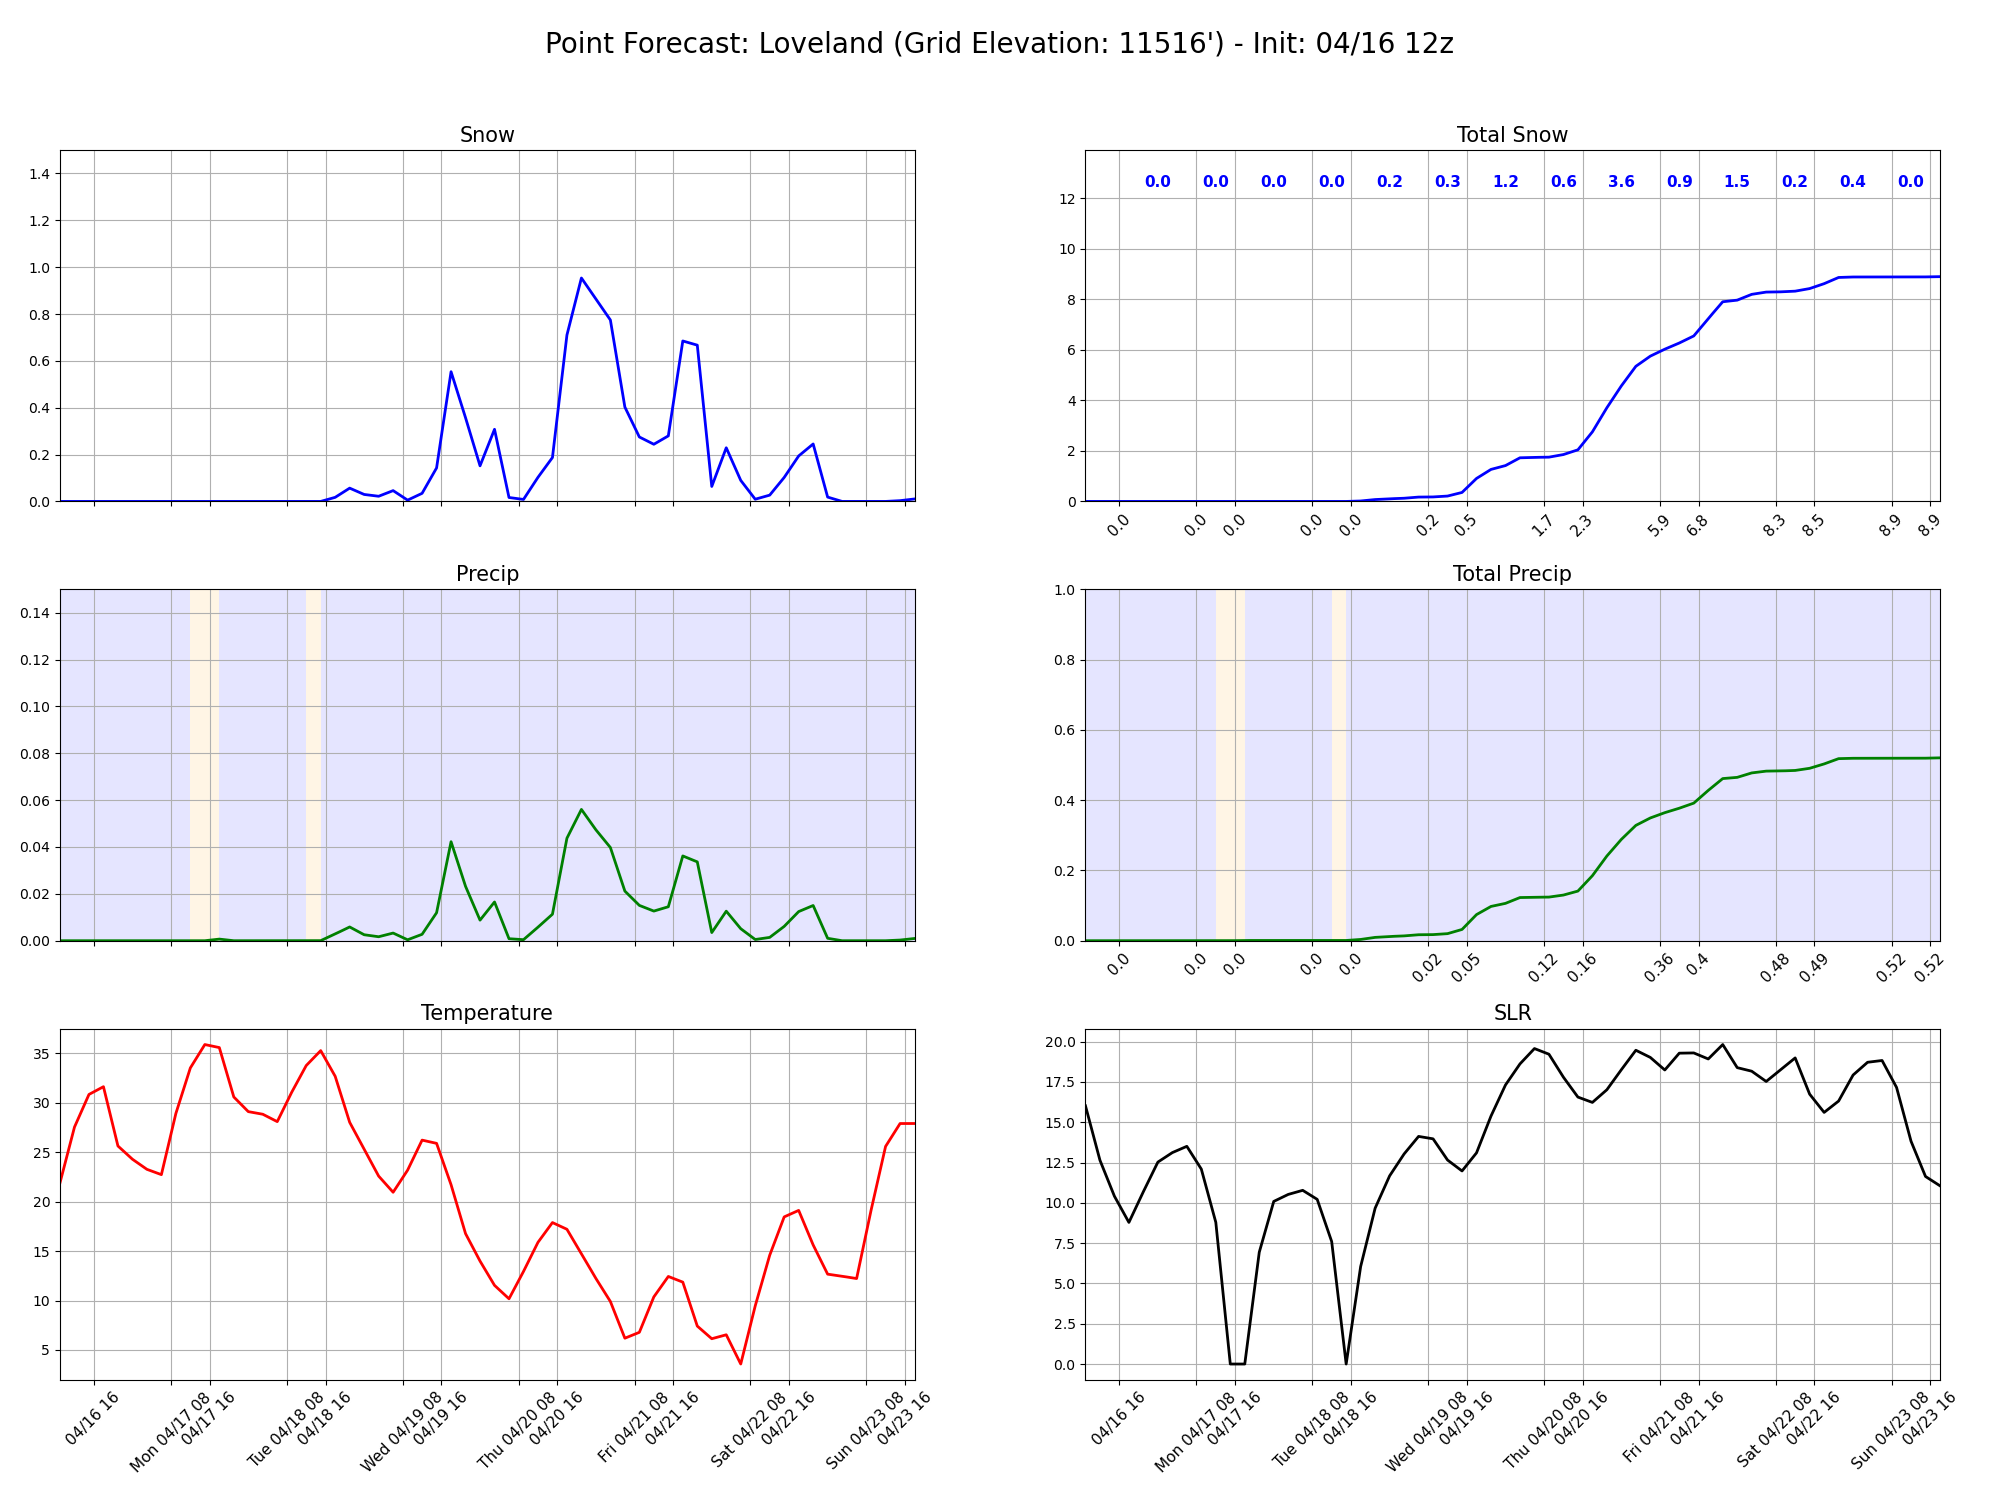 Point Forecast: Loveland (Grid Elevation: 11516') - Init: 04/16 12z
Snow
1.4
1.2
1.0
0.8
0.6
0.4
0.2
0.0
Total Snow
0.0 0.0 0.0 0.0 0.2 0.3 1.2 0.6 3.6 0.9 1.5 0.2 0.4 0.0
12
10
8
6
4
2
0
0.0 0.0 0.0 0.0 0.0 0.2 0.5 1.7 2.3 5.9 6.8 8.3 8.5 8.9 8.9
Precip
0.14
0.12
0.10
0.08
0.06
0.04
0.02
0.00
Total Precip
1.0
0.8
0.6
0.4
0.2
0.0
0.0 0.0 0.0 0.0 0.0 0.02 0.05 0.12 0.16 0.36 0.4 0.48 0.49 0.52 0.52
Temperature
35
30
25
20
15
10
5
04/16 16
Mon 04/17 08
04/17 16
Tue 04/18 08
04/18 16
Wed 04/19 08
04/19 16
Thu 04/20 08
04/20 16
Fri 04/21 08
04/21 16
Sat 04/22 08
04/22 16
Sun 04/23 08
04/23 16
SLR
20.0
17.5
15.0
12.5
10.0
7.5
5.0
2.5
0.0
04/16 16
Mon 04/17 08
04/17 16
Tue 04/18 08
04/18 16
Wed 04/19 08
04/19 16
Thu 04/20 08
04/20 16
Fri 04/21 08
04/21 16
Sat 04/22 08
04/22 16
Sun 04/23 08
04/23 16